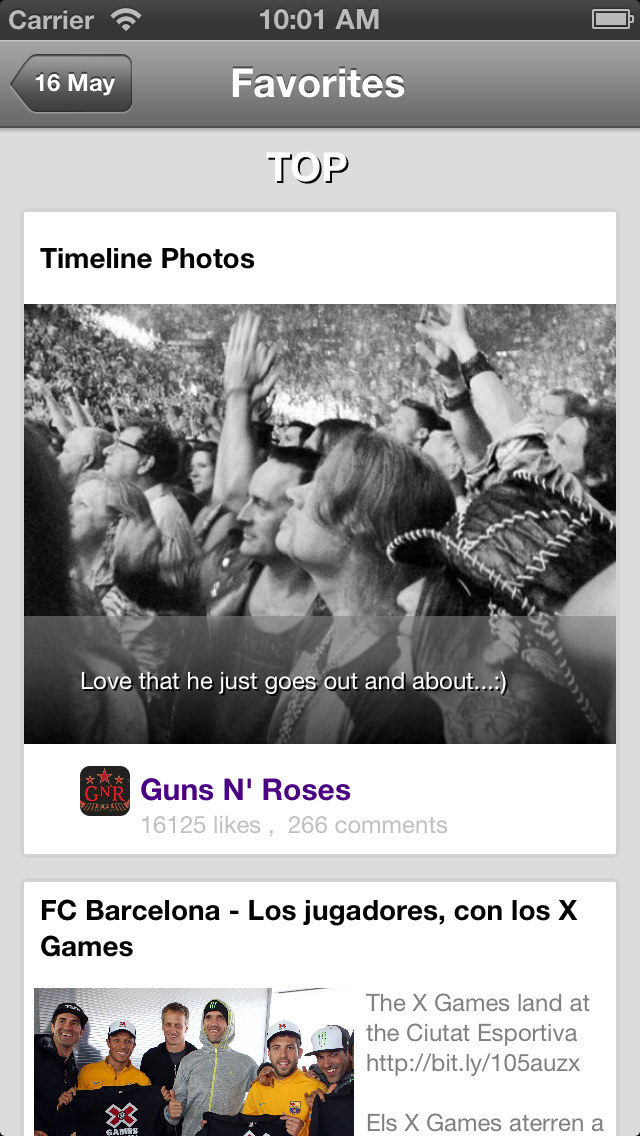 Carrier 10:01 AM
16 May
Favorites
TOP
Timeline Photos
Love that he just goes out and about...:)
GNR
Guns N' Roses
16125 likes ,  266 comments
FC Barcelona - Los jugadores, con los X
Games
The X Games land at
the Ciutat Esportiva
http://bit.ly/105auzx
X
GAMES
Els X Games aterren a